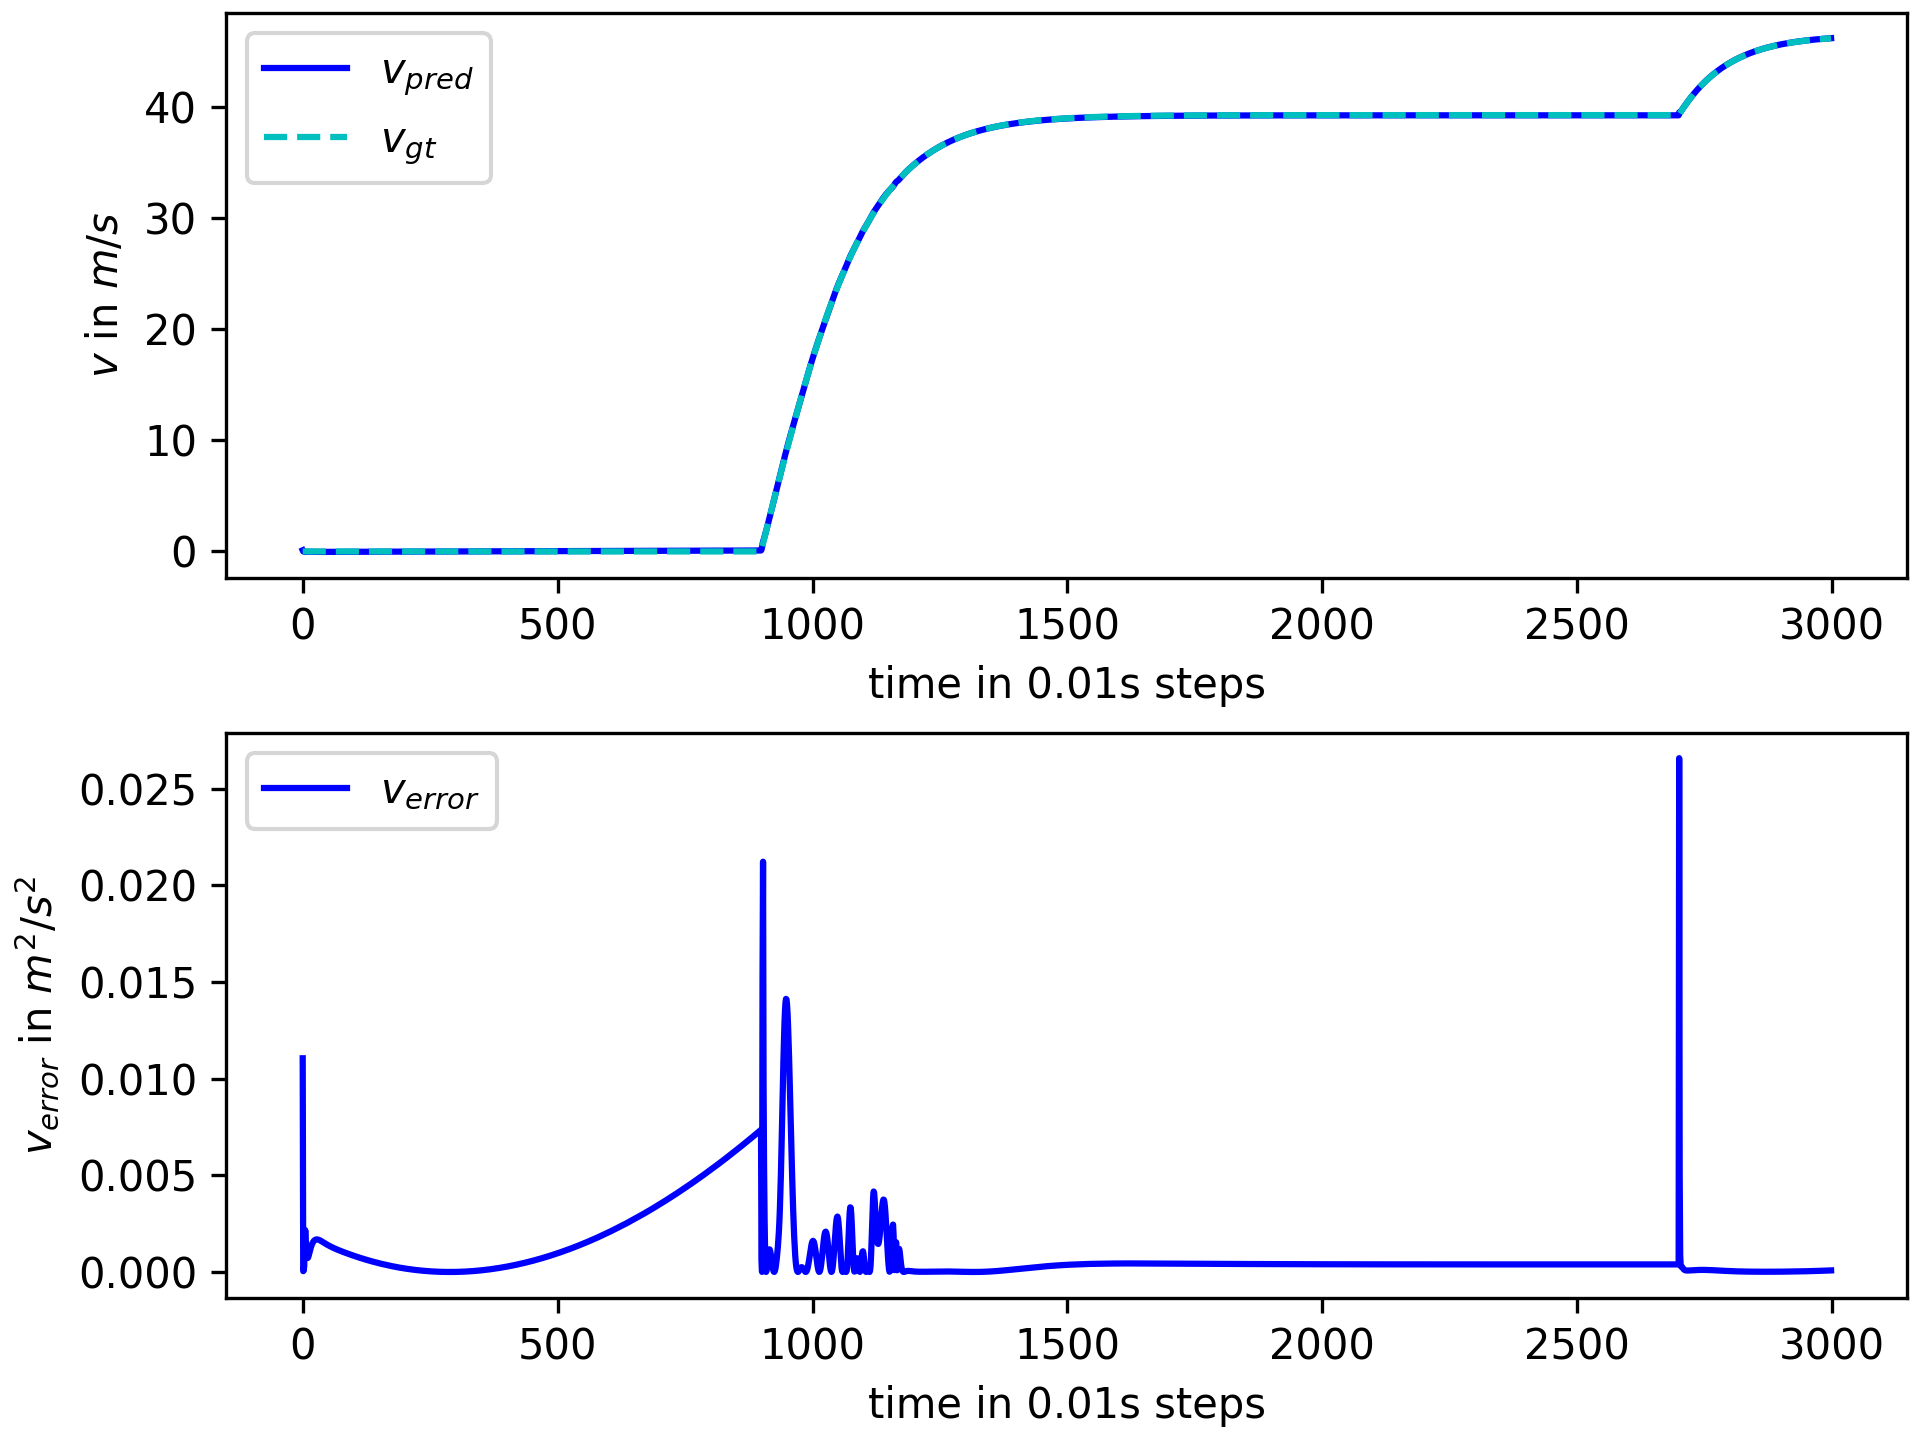 v_pred
v_gt
40
30
20
10
0
v in m/s
0 500 1000 1500 2000 2500 3000
time in 0.01s steps
v_error
0.025
0.020
0.015
0.010
0.005
0.000
v_error in m²/s²
0 500 1000 1500 2000 2500 3000
time in 0.01s steps